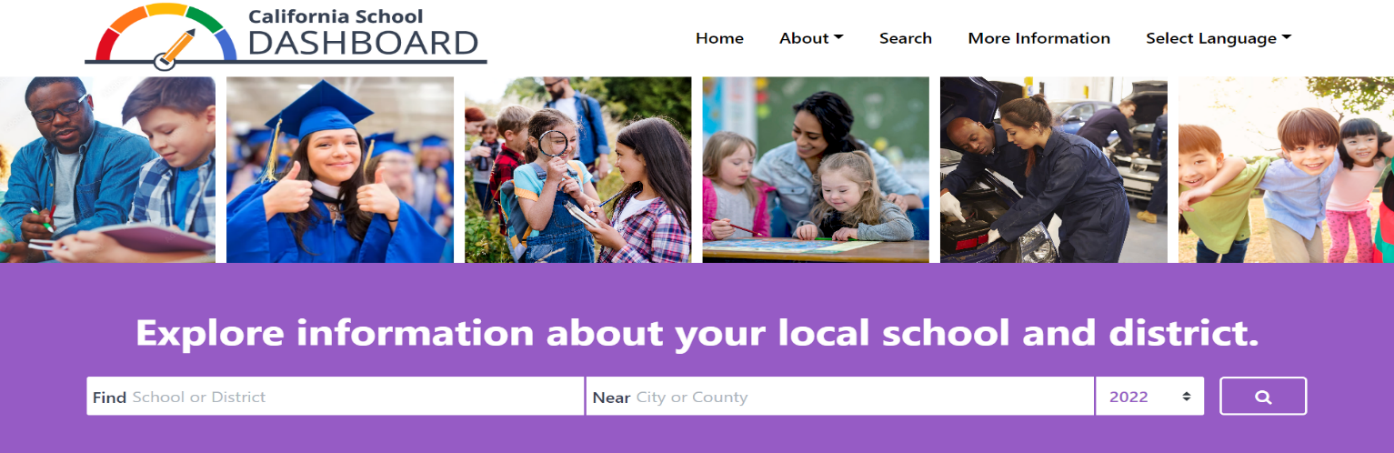 California School
DASHBOARD
Home About Search More Information Select Language
Explore information about your local school and district.
Find School or District Near City or County 2022